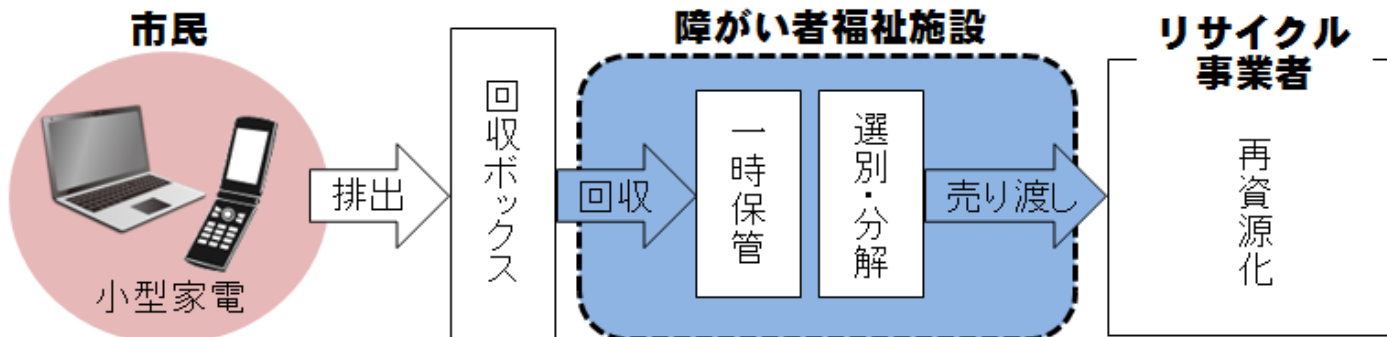 市民
小型家電
排出
回収ボックス
障がい者福祉施設
回収
一時保管
選別・分解
売り渡し
リサイクル
事業者
再資源化